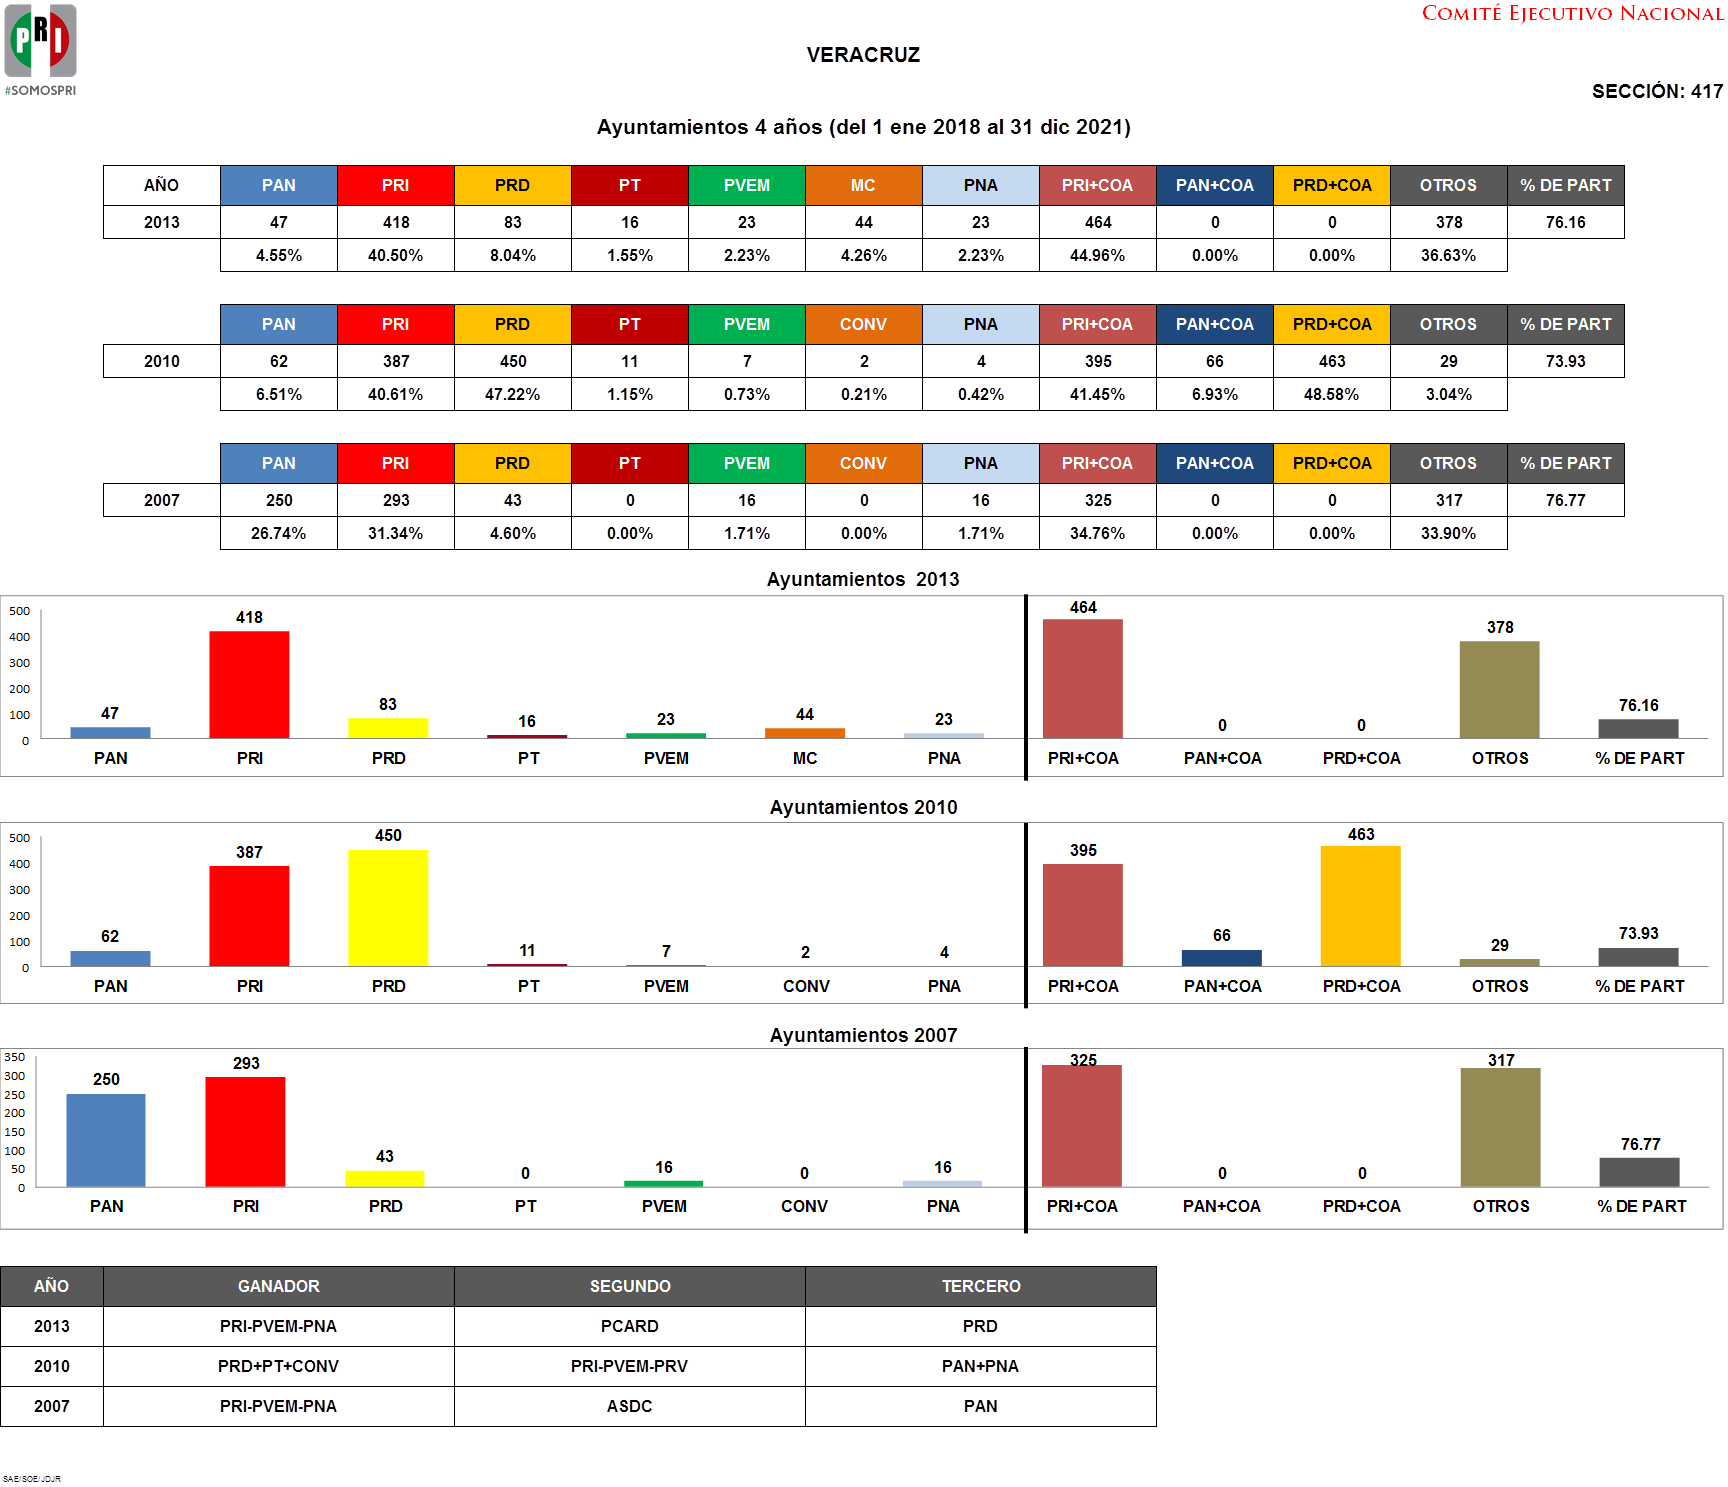 PRI
#SOMOSPRI
COMITÉ EJECUTIVO NACIONAL
VERACRUZ
SECCIÓN: 417
Ayuntamientos 4 años (del 1 ene 2018 al 31 dic 2021)
AÑO PAN PRI PRD PT PVEM MC PNA PRI+COA PAN+COA PRD+COA OTROS % DE PART
2013 47 418 83 16 23 44 23 464 0 0 378 76.16
4.55% 40.50% 8.04% 1.55% 2.23% 4.26% 2.23% 44.96% 0.00% 0.00% 36.63%
PAN PRI PRD PT PVEM CONV PNA PRI+COA PAN+COA PRD+COA OTROS % DE PART
2010 62 387 450 11 7 2 4 395 66 463 29 73.93
6.51% 40.61% 47.22% 1.15% 0.73% 0.21% 0.42% 41.45% 6.93% 48.58% 3.04%
PAN PRI PRD PT PVEM CONV PNA PRI+COA PAN+COA PRD+COA OTROS % DE PART
2007 250 293 43 0 16 0 16 325 0 0 317 76.77
26.74% 31.34% 4.60% 0.00% 1.71% 0.00% 1.71% 34.76% 0.00% 0.00% 33.90%
Ayuntamientos 2013
500
400
300
200
100
0
47 418 83 16 23 44 23 464 0 0 378 76.16
PAN PRI PRD PT PVEM MC PNA PRI+COA PAN+COA PRD+COA OTROS % DE PART
Ayuntamientos 2010
500
400
300
200
100
0
62 387 450 11 7 2 4 395 66 463 29 73.93
PAN PRI PRD PT PVEM CONV PNA PRI+COA PAN+COA PRD+COA OTROS % DE PART
Ayuntamientos 2007
350
300
250
200
150
100
50
0
250 293 43 0 16 0 16 325 0 0 317 76.77
PAN PRI PRD PT PVEM CONV PNA PRI+COA PAN+COA PRD+COA OTROS % DE PART
AÑO GANADOR SEGUNDO TERCERO
2013 PRI-PVEM-PNA PCARD PRD
2010 PRD+PT+CONV PRI-PVEM-PRV PAN+PNA
2007 PRI-PVEM-PNA ASDC PAN
SAE/SOE/JDJR